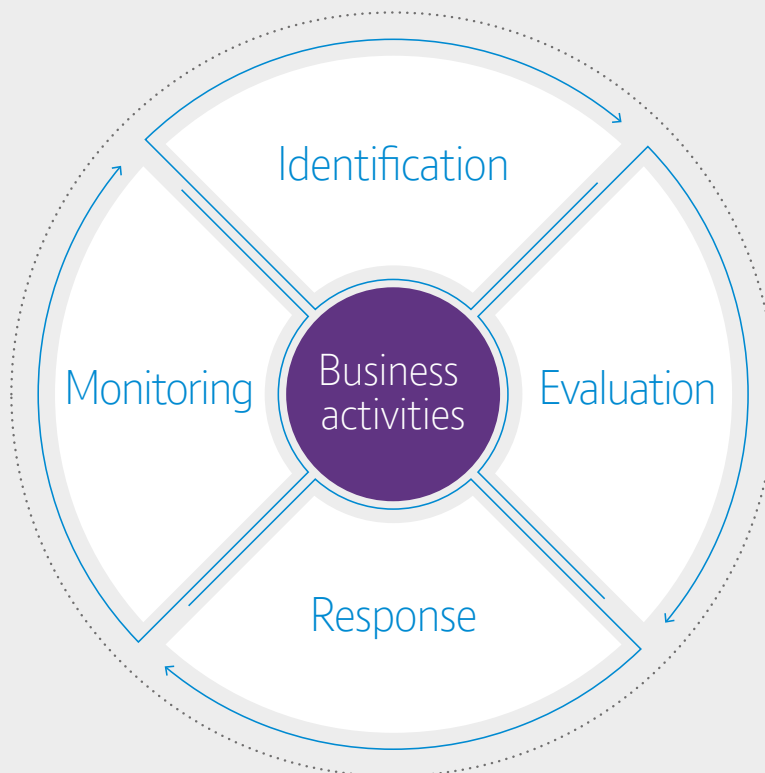 Identification
Monitoring
Business
activities
Evaluation
Response